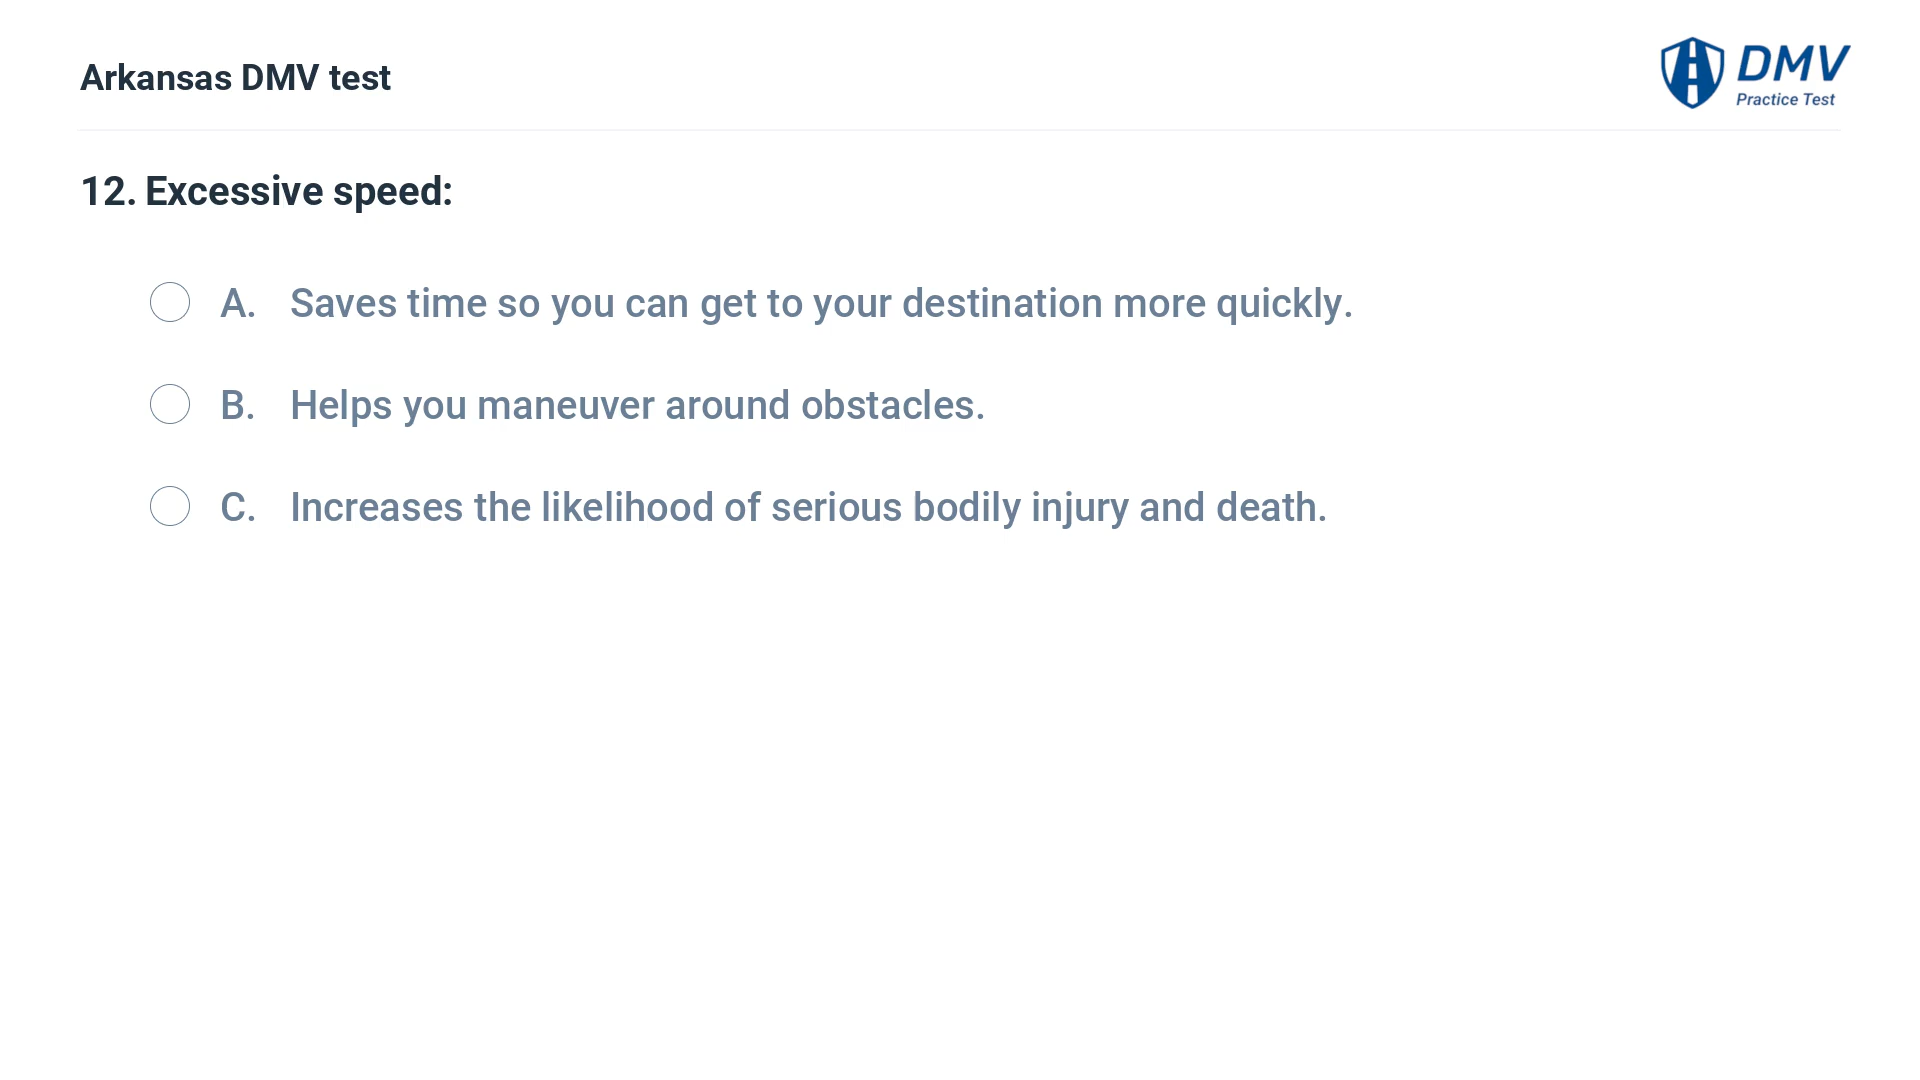 Arkansas DMV test
DMV
Practice Test
12. Excessive speed:
A. Saves time so you can get to your destination more quickly.
B. Helps you maneuver around obstacles.
C. Increases the likelihood of serious bodily injury and death.